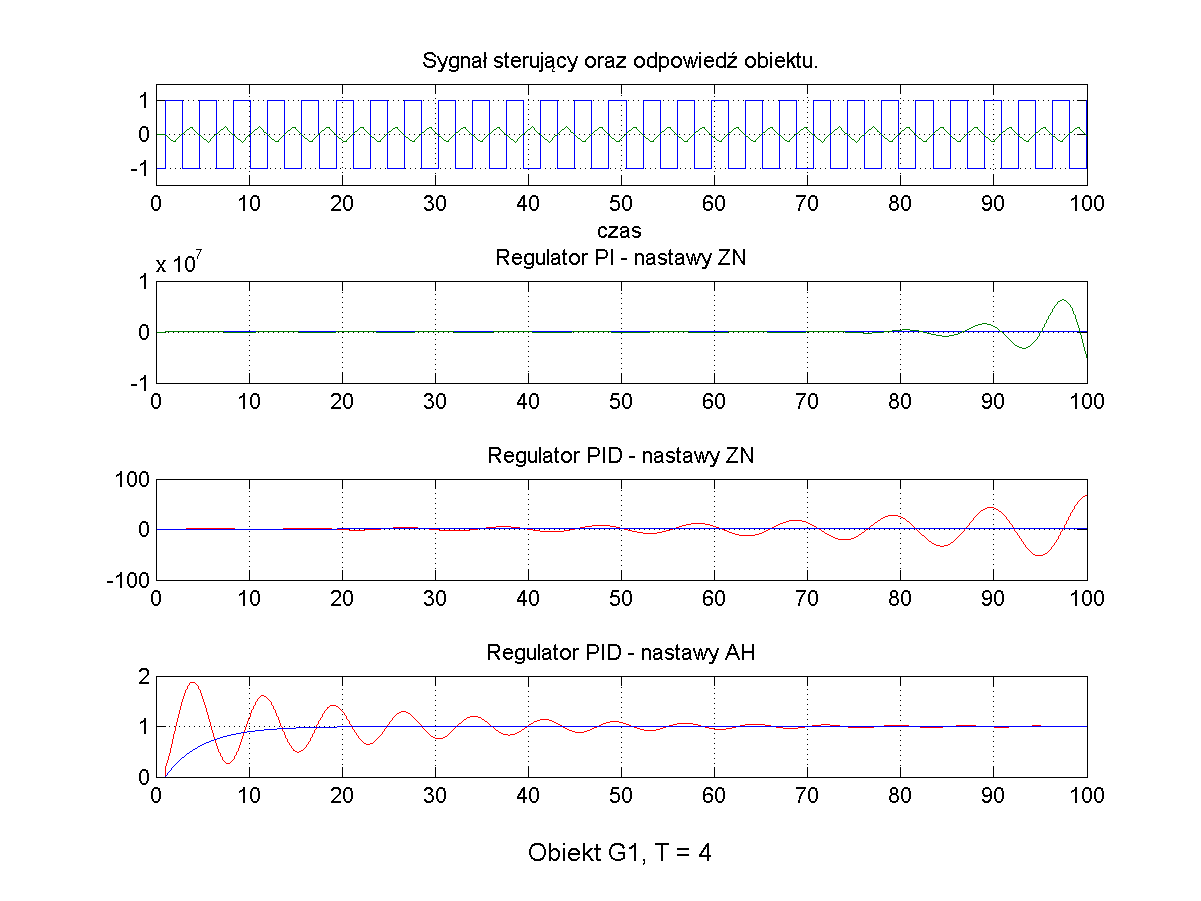 Sygnał sterujący oraz odpowiedź obiektu.
1
0
-1
0 10 20 30 40 50 60 70 80 90 100
czas
Regulator PI - nastawy ZN
x 10^7
1
0
-1
0 10 20 30 40 50 60 70 80 90 100
Regulator PID - nastawy ZN
100
0
-100
0 10 20 30 40 50 60 70 80 90 100
Regulator PID - nastawy AH
2
1
0
0 10 20 30 40 50 60 70 80 90 100
Obiekt G1, T = 4